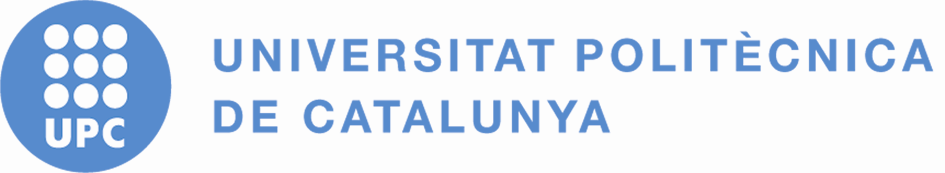 UPC
UNIVERSITAT POLITÈCNICA
DE CATALUNYA